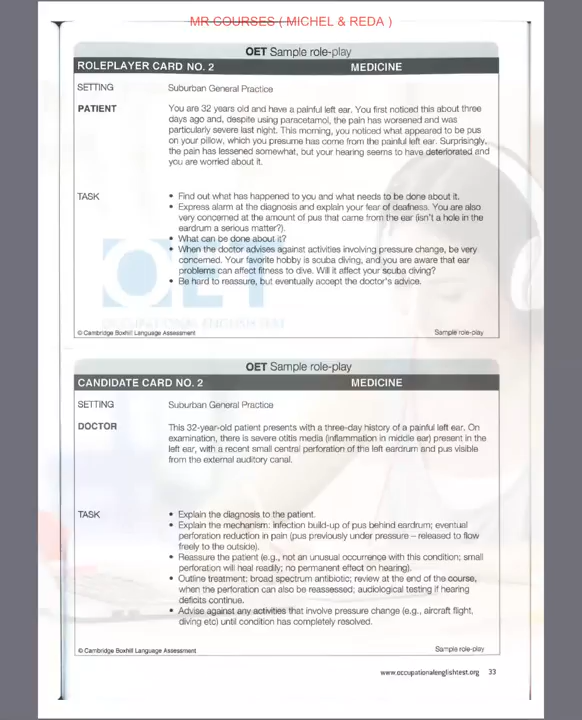 MR COURSES ( MICHEL & REDA )
OET Sample role-play
ROLEPLAYER CARD NO. 2 MEDICINE
SETTING Suburban General Practice
PATIENT You are 32 years old and have a painful left ear. You first noticed this about three
days ago and, despite using paracetamol, the pain has worsened and was
particularly severe last night. This morning, you noticed what appeared to be pus
on your pillow, which you presume has come from the painful left ear. Surprisingly,
the pain has lessened somewhat, but your hearing seems to have deteriorated and
you are worried about it.
TASK • Find out what has happened to you and what needs to be done about it.
• Express alarm at the diagnosis and explain your fear of deafness. You are also
very concerned at the amount of pus that came from the ear (isn't a hole in the
eardrum a serious matter?).
• What can be done about it?
• When the doctor advises against activities involving pressure change, be very
concerned. Your favorite hobby is scuba diving, and you are aware that ear
problems can affect fitness to dive. Will it affect your scuba diving?
• Be hard to reassure, but eventually accept the doctor's advice.
OET
OCCUPATIONAL ENGLISH TEST
© Cambridge Boxhill Language Assessment Sample role-play
OET Sample role-play
CANDIDATE CARD NO. 2 MEDICINE
SETTING Suburban General Practice
DOCTOR This 32-year-old patient presents with a three-day history of a painful left ear. On
examination, there is severe otitis media (inflammation in middle ear) present in the
left ear, with a recent small central perforation of the left eardrum and pus visible
from the external auditory canal.
TASK • Explain the diagnosis to the patient.
• Explain the mechanism: infection build-up of pus behind eardrum; eventual
perforation reduction in pain (pus previously under pressure – released to flow
freely to the outside).
• Reassure the patient (e.g., not an unusual occurrence with this condition; small
perforation will heal readily; no permanent effect on hearing).
• Outline treatment: broad spectrum antibiotic; review at the end of the course,
when the perforation can also be reassessed; audiological testing if hearing
deficits continue.
• Advise against any activities that involve pressure change (e.g., aircraft flight,
diving etc) until condition has completely resolved.
© Cambridge Boxhill Language Assessment Sample role-play
www.occupationalenglishtest.org 33